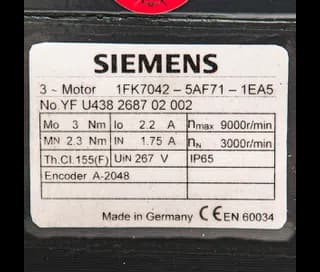 SIEMENS
3 ~ Motor 1FK7042-5AF71-1EA5
No.YF U438 2687 02 002
Mo 3 Nm Io 2.2 A nmax 9000r/min
MN 2.3 Nm IN 1.75 A nN 3000r/min
Th.Cl.155(F) UiN 267 V IP65
Encoder A-2048
Made in Germany CE EN 60034